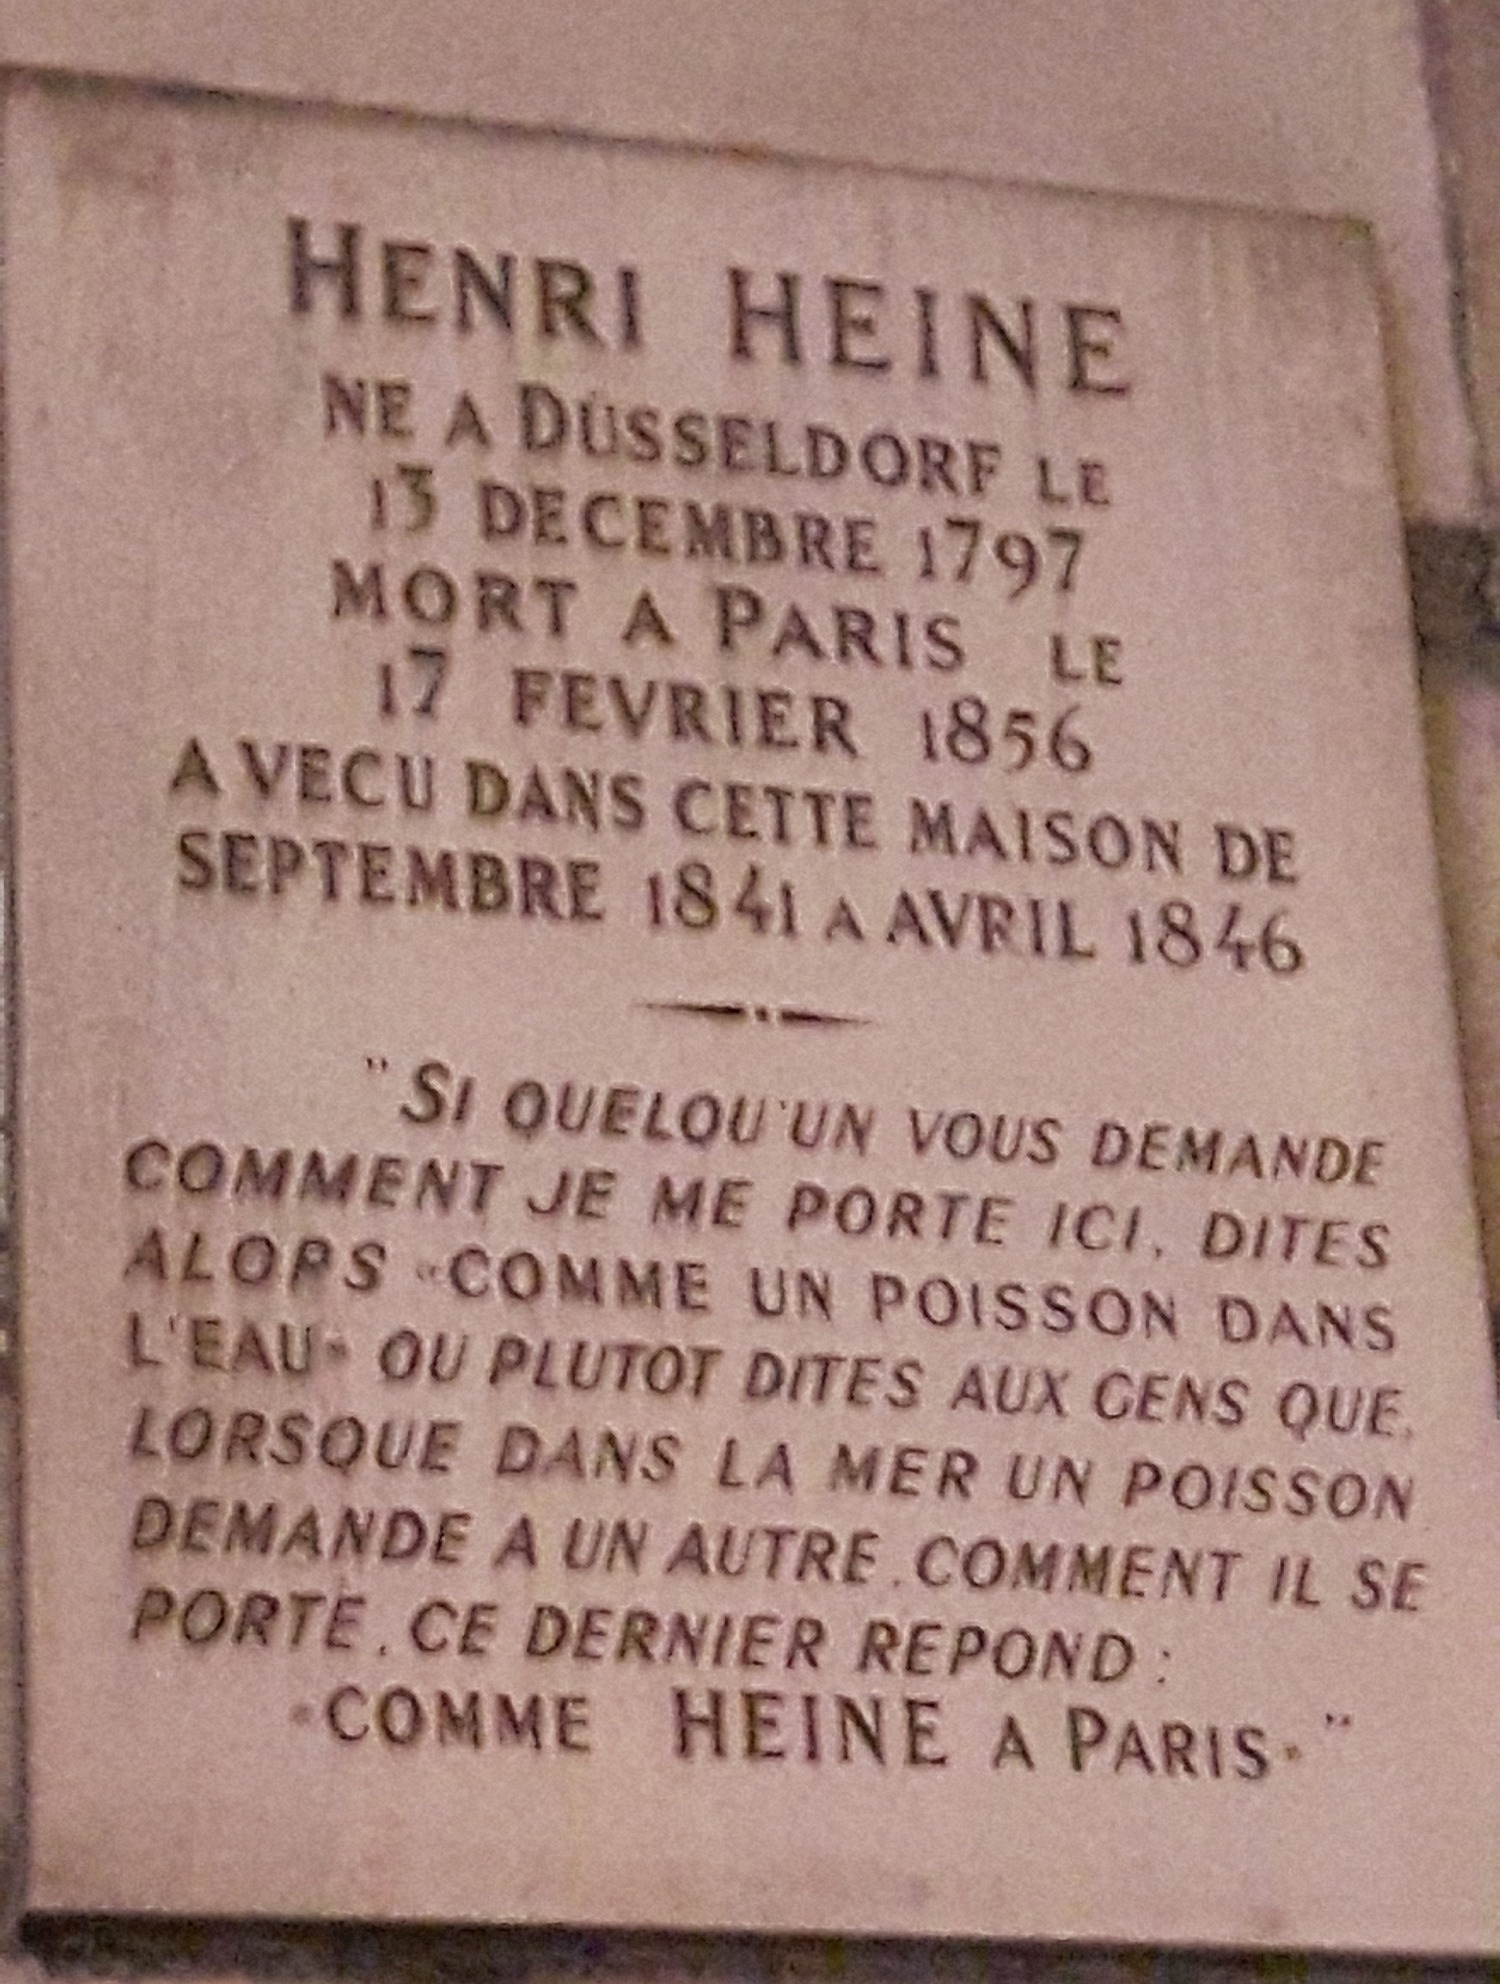 HENRI HEINE
NE A DÜSSELDORF LE
13 DECEMBRE 1797
MORT A PARIS LE
17 FEVRIER 1856
A VECU DANS CETTE MAISON DE
SEPTEMBRE 1841 A AVRIL 1846
"SI QUELQU'UN VOUS DEMANDE
COMMENT JE ME PORTE ICI, DITES
ALORS «COMME UN POISSON DANS
L'EAU» OU PLUTOT DITES AUX GENS QUE,
LORSQUE DANS LA MER UN POISSON
DEMANDE A UN AUTRE, COMMENT IL SE
PORTE, CE DERNIER REPOND :
«COMME HEINE A PARIS»"